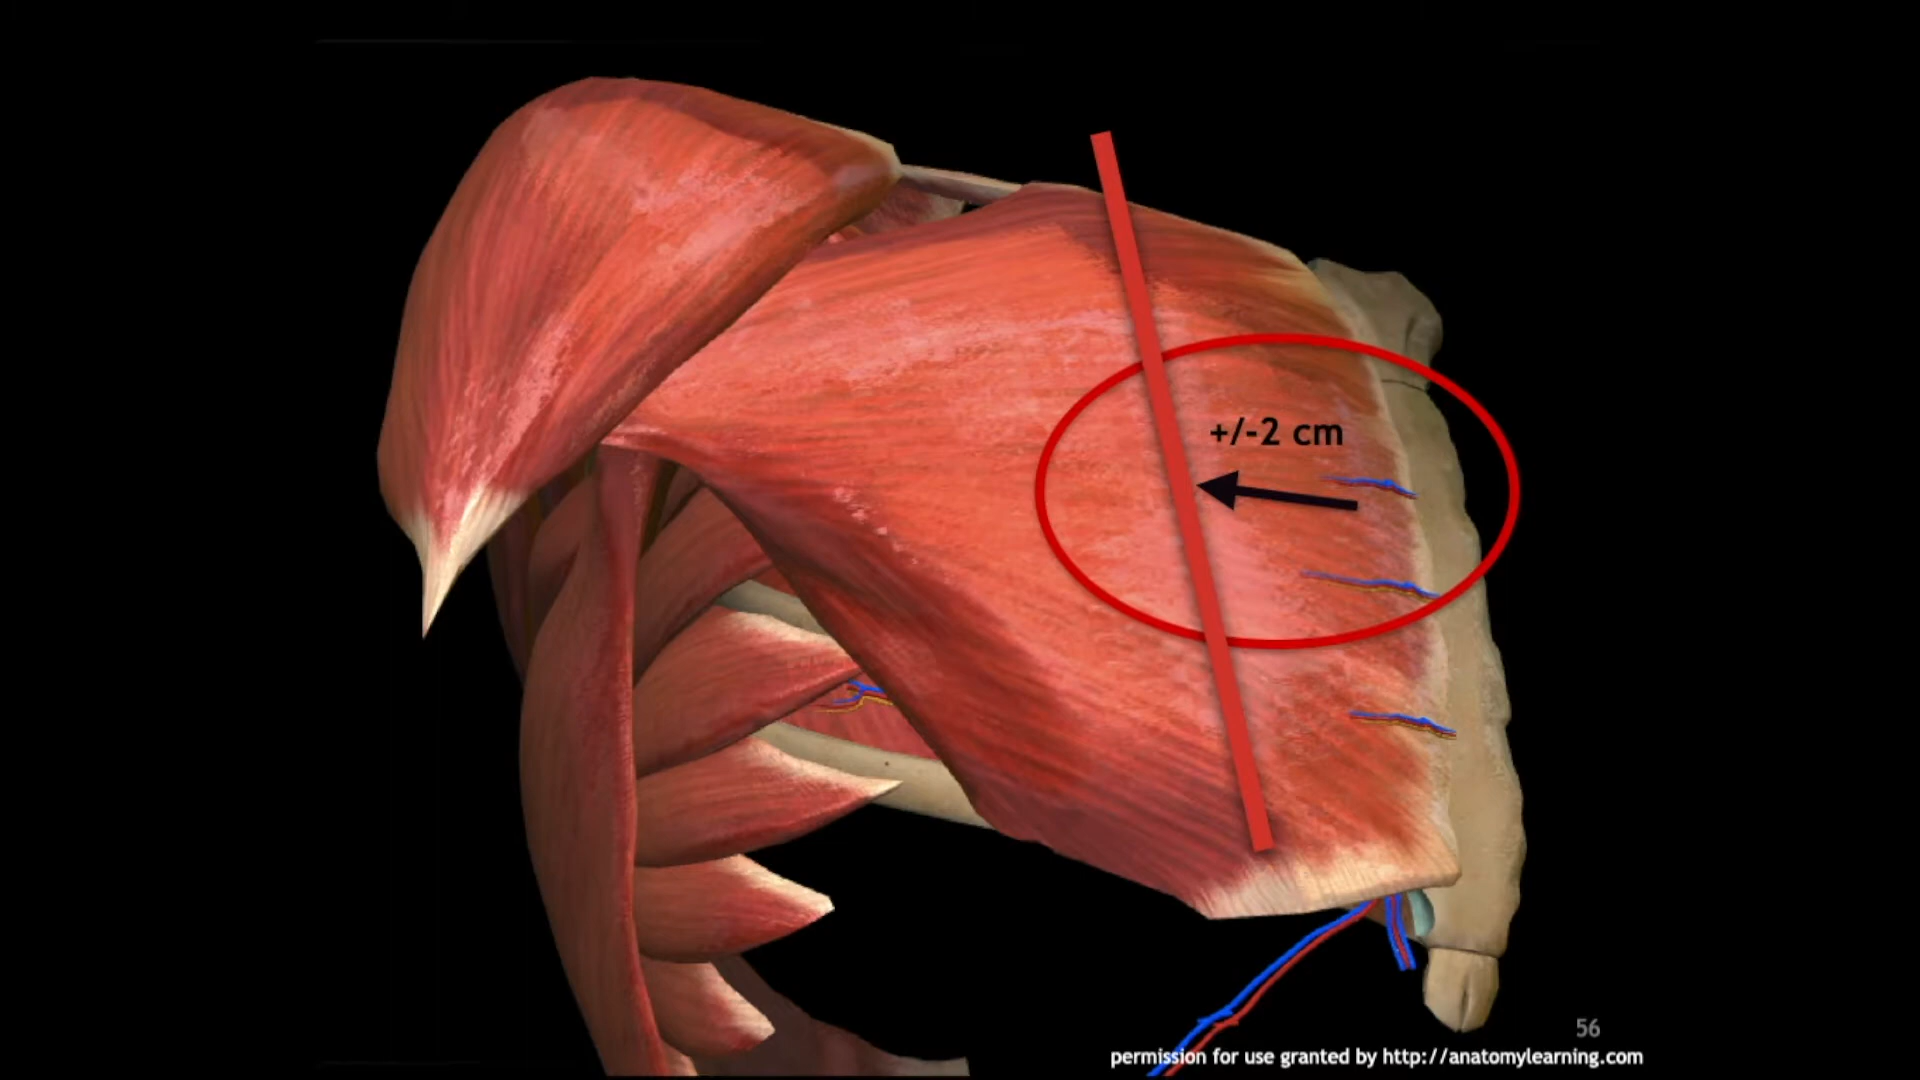 +/-2 cm
56
permission for use granted by http://anatomylearning.com